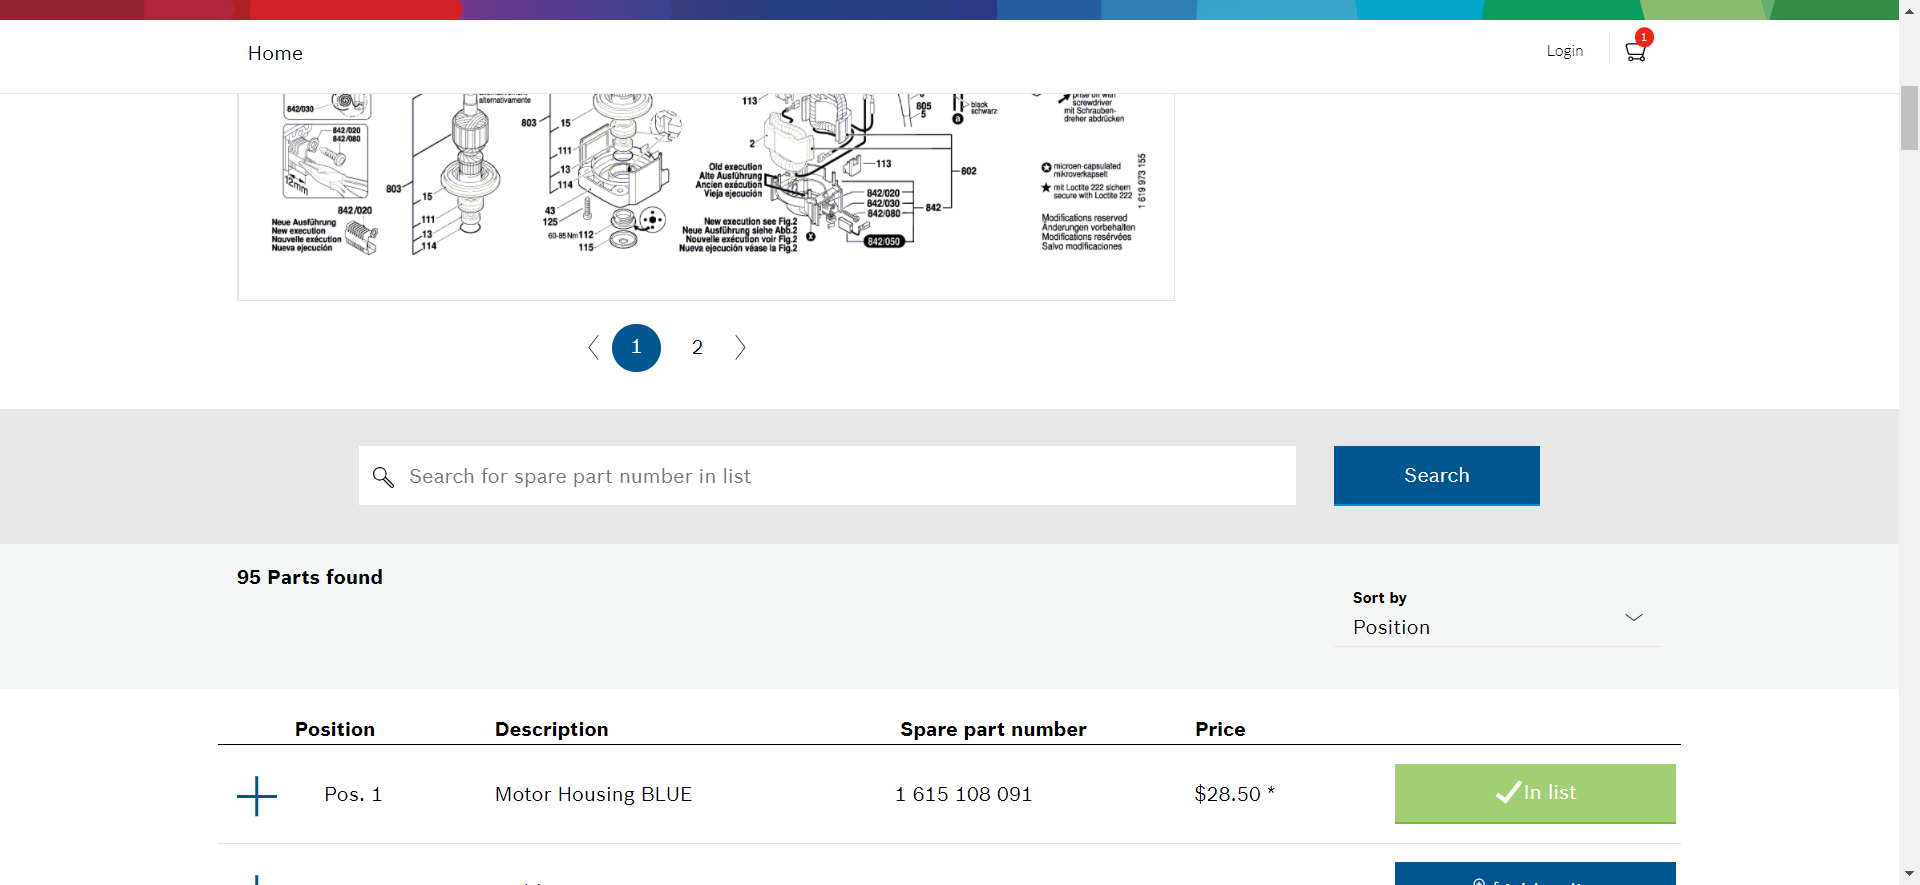 Home
Login
1
842/030
alternativamente
803
15
113
805
5
black
schwarz
a
screwdriver
mit Schrauben-
dreher abdrücken
842/020
842/080
12mm
803
15
111
13
114
842/020
Neue Ausführung
New execution
Nouvelle exécution
Nueva ejecución
111
13
114
43
125
60-85 Nm 112
115
2
113
802
Old execution
Alte Ausführung
Ancien exécution
Vieja ejecución
842/020
842/030
842/080
842
New execution see Fig.2
Neue Ausführung siehe Abb.2
Nouvelle exécution voir Fig.2
Nueva ejecución véase la Fig.2
842/050
microen-capsulated
mikroverkapselt
mit Loctite 222 sichern
secure with Loctite 222
1 619 973 155
Modifications reserved
Änderungen vorbehalten
Modifications resérvées
Salvo modificaciones
1
2
Search for spare part number in list
Search
95 Parts found
Sort by
Position
Position Description Spare part number Price
Pos. 1 Motor Housing BLUE 1 615 108 091 $28.50 * In list